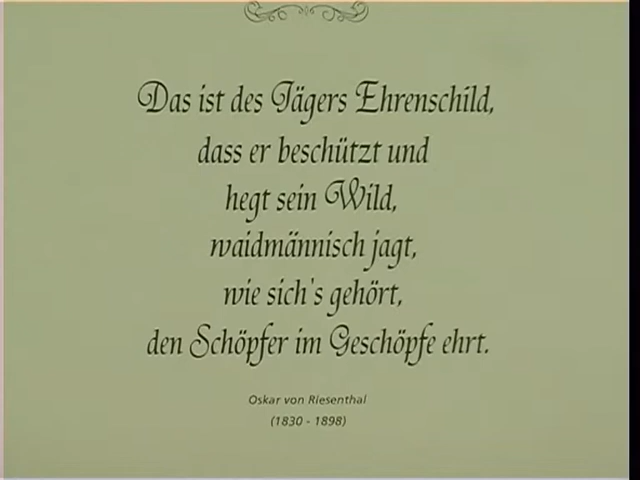 Das ist des Jägers Ehrenschild,
dass er beschützt und
hegt sein Wild,
waidmännisch jagt,
wie sich's gehört,
den Schöpfer im Geschöpfe ehrt.
Oskar von Riesenthal
(1830 - 1898)